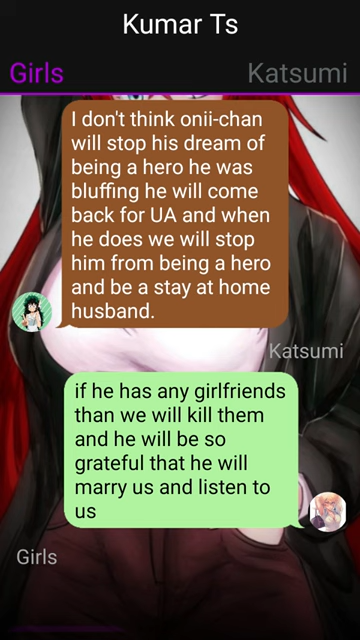 Kumar Ts
Girls
Katsumi
I don't think onii-chan
will stop his dream of
being a hero he was
bluffing he will come
back for UA and when
he does we will stop
him from being a hero
and be a stay at home
husband.
Katsumi
if he has any girlfriends
than we will kill them
and he will be so
grateful that he will
marry us and listen to
us
Girls